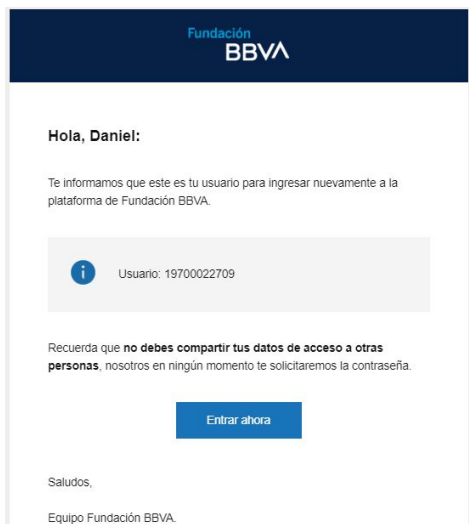 Fundación
BBVA
Hola, Daniel:
Te informamos que este es tu usuario para ingresar nuevamente a la
plataforma de Fundación BBVA.
i
Usuario: 19700022709
Recuerda que no debes compartir tus datos de acceso a otras
personas, nosotros en ningún momento te solicitaremos la contraseña.
Entrar ahora
Saludos,
Equipo Fundación BBVA.